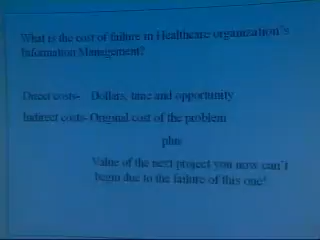 What is the cost of failure in Healthcare organization's
Information Management?
Direct costs- Dollars, time and opportunity
Indirect costs- Original cost of the problem
plus
Value of the next project you now can't
begin due to the failure of this one!